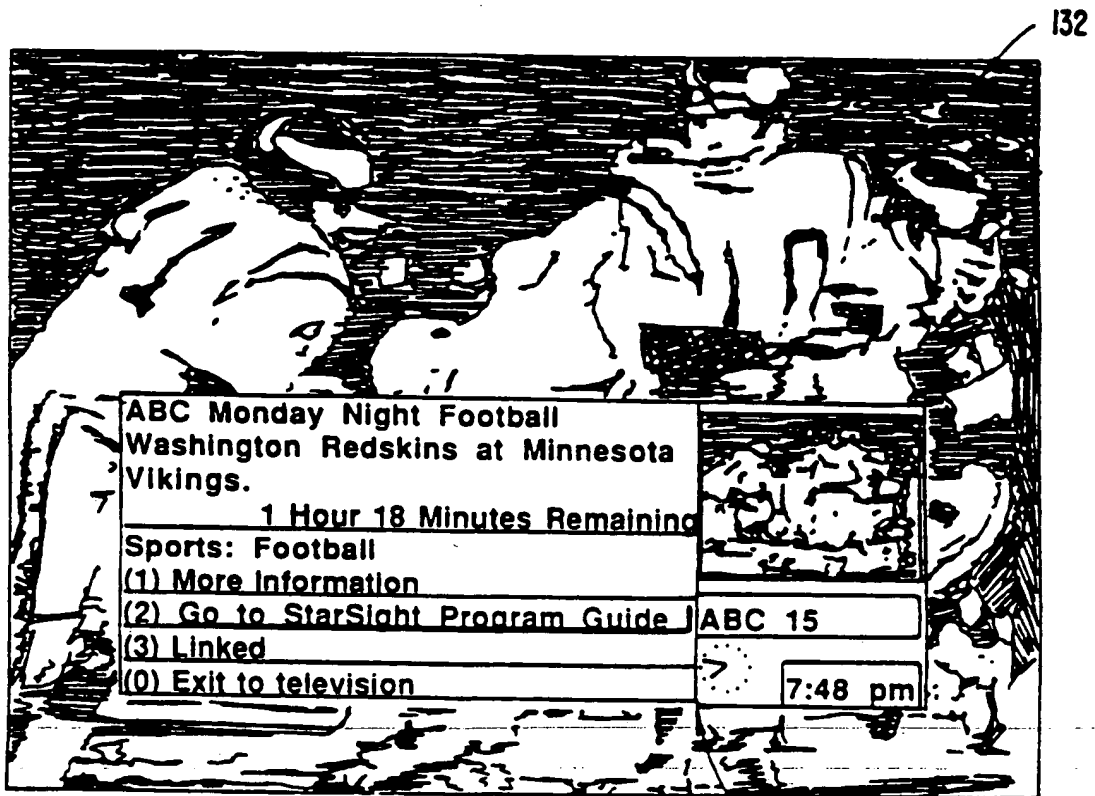 132
ABC Monday Night Football
Washington Redskins at Minnesota
Vikings.
1 Hour 18 Minutes Remaining
Sports: Football
(1) More Information
(2) Go to StarSight Program Guide
ABC 15
(3) Linked
(0) Exit to television
7:48 pm